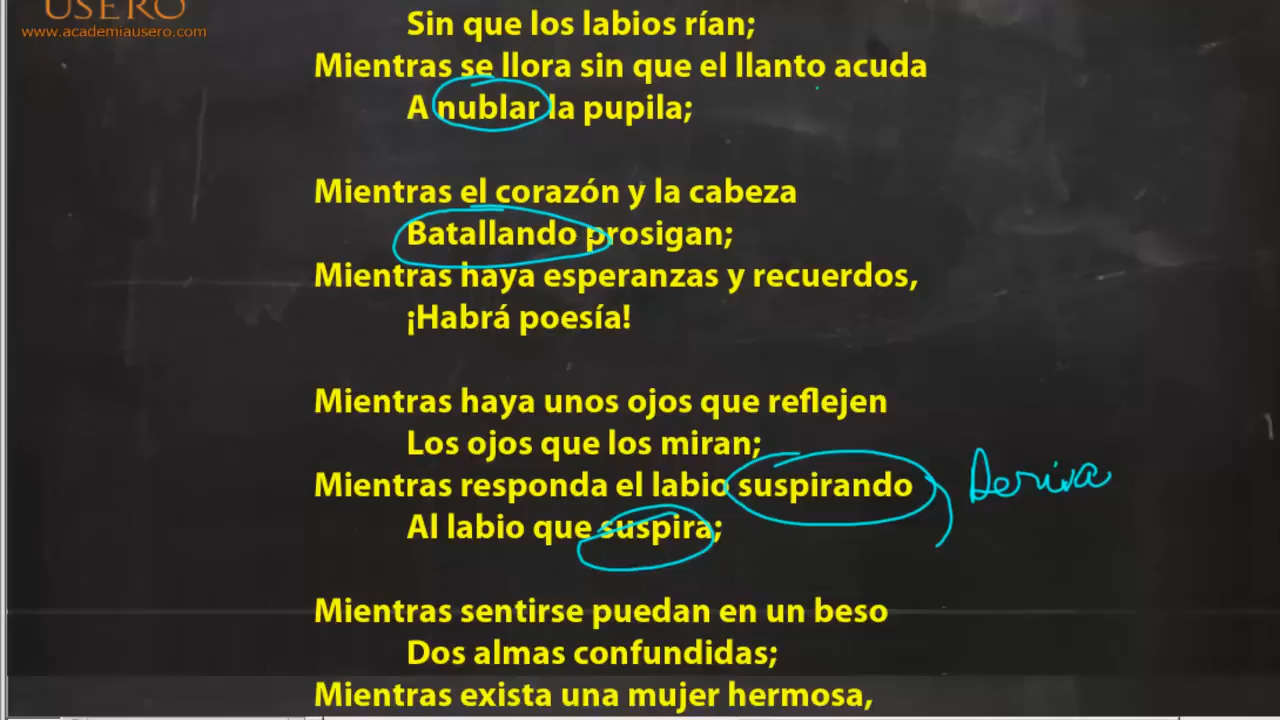 USERO
www.academiausero.com
Sin que los labios rían;
Mientras se llora sin que el llanto acuda
A nublar la pupila;
Mientras el corazón y la cabeza
Batallando prosigan;
Mientras haya esperanzas y recuerdos,
¡Habrá poesía!
Mientras haya unos ojos que reflejen
Los ojos que los miran;
Mientras responda el labio suspirando
Deriva
Al labio que suspira;
Mientras sentirse puedan en un beso
Dos almas confundidas;
Mientras exista una mujer hermosa,